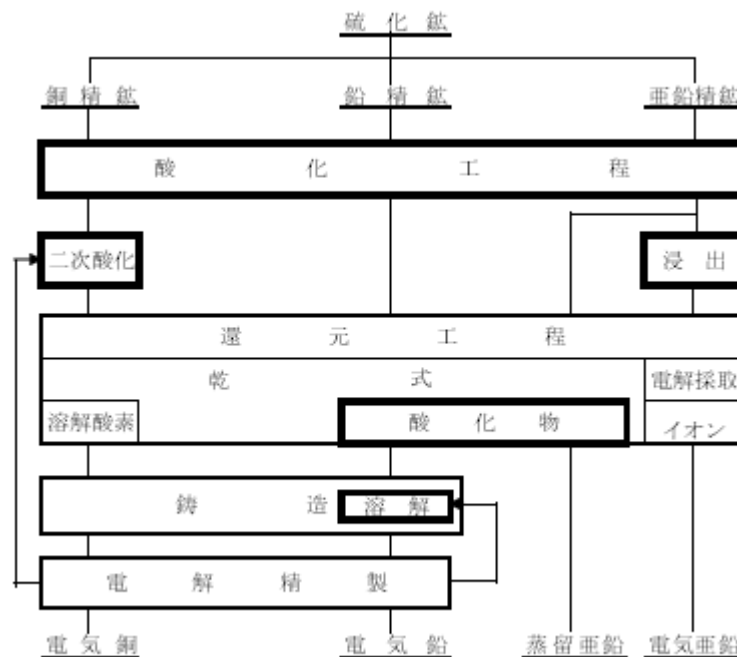 硫化鉱
銅精鉱
鉛精鉱
亜鉛精鉱
酸化工程
二次酸化
浸出
還元工程
乾式
電解採取
溶解酸素
酸化物
イオン
鋳造
溶解
電解精製
電気銅
電気鉛
蒸留亜鉛
電気亜鉛